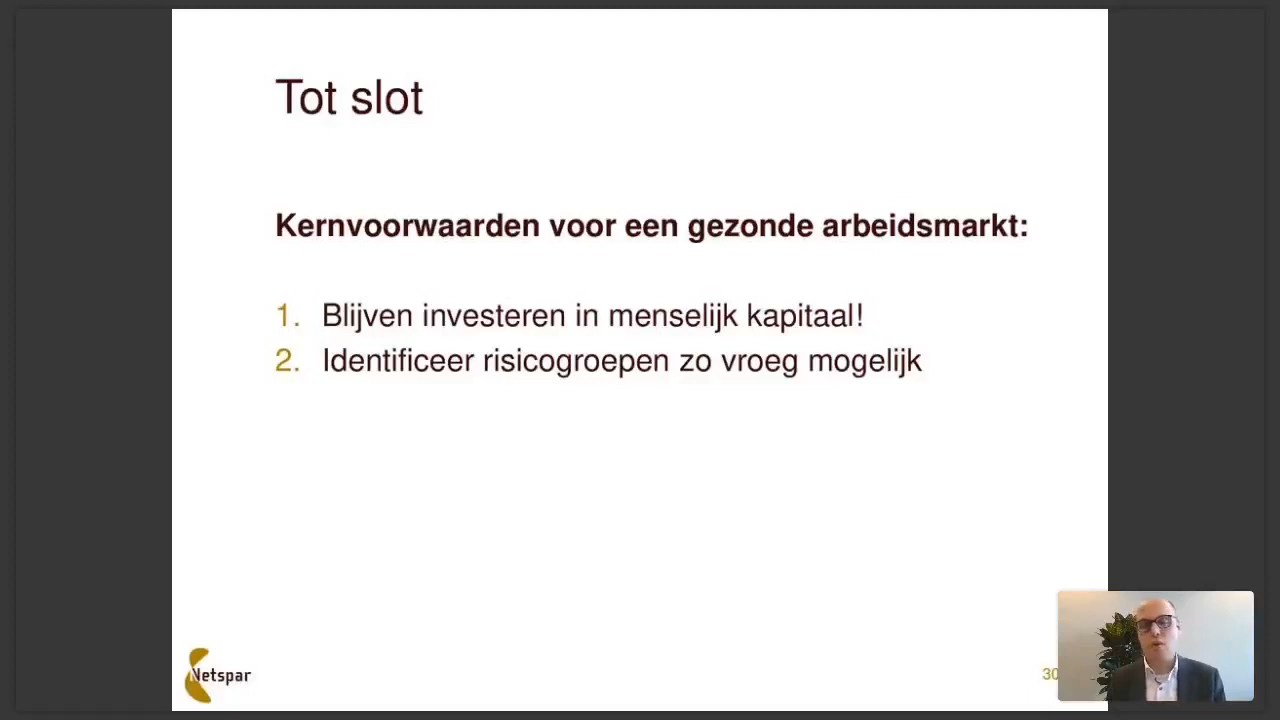 Tot slot
Kernvoorwaarden voor een gezonde arbeidsmarkt:
1. Blijven investeren in menselijk kapitaal!
2. Identificeer risicogroepen zo vroeg mogelijk
Netspar
30